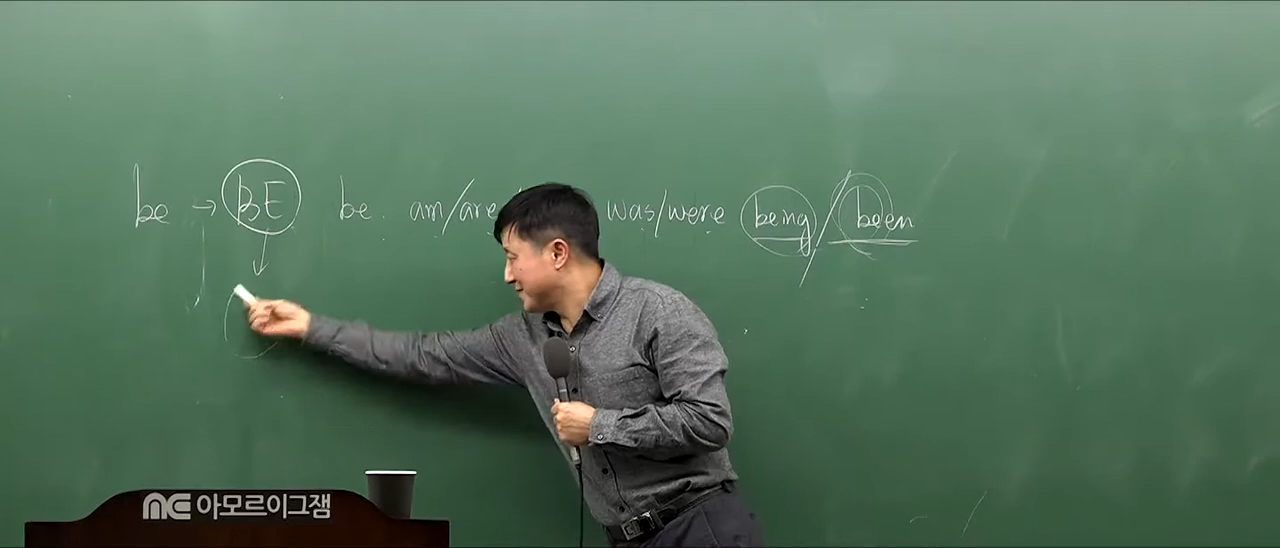 be → BE be. am/are was/were being/been
아모르이그잼